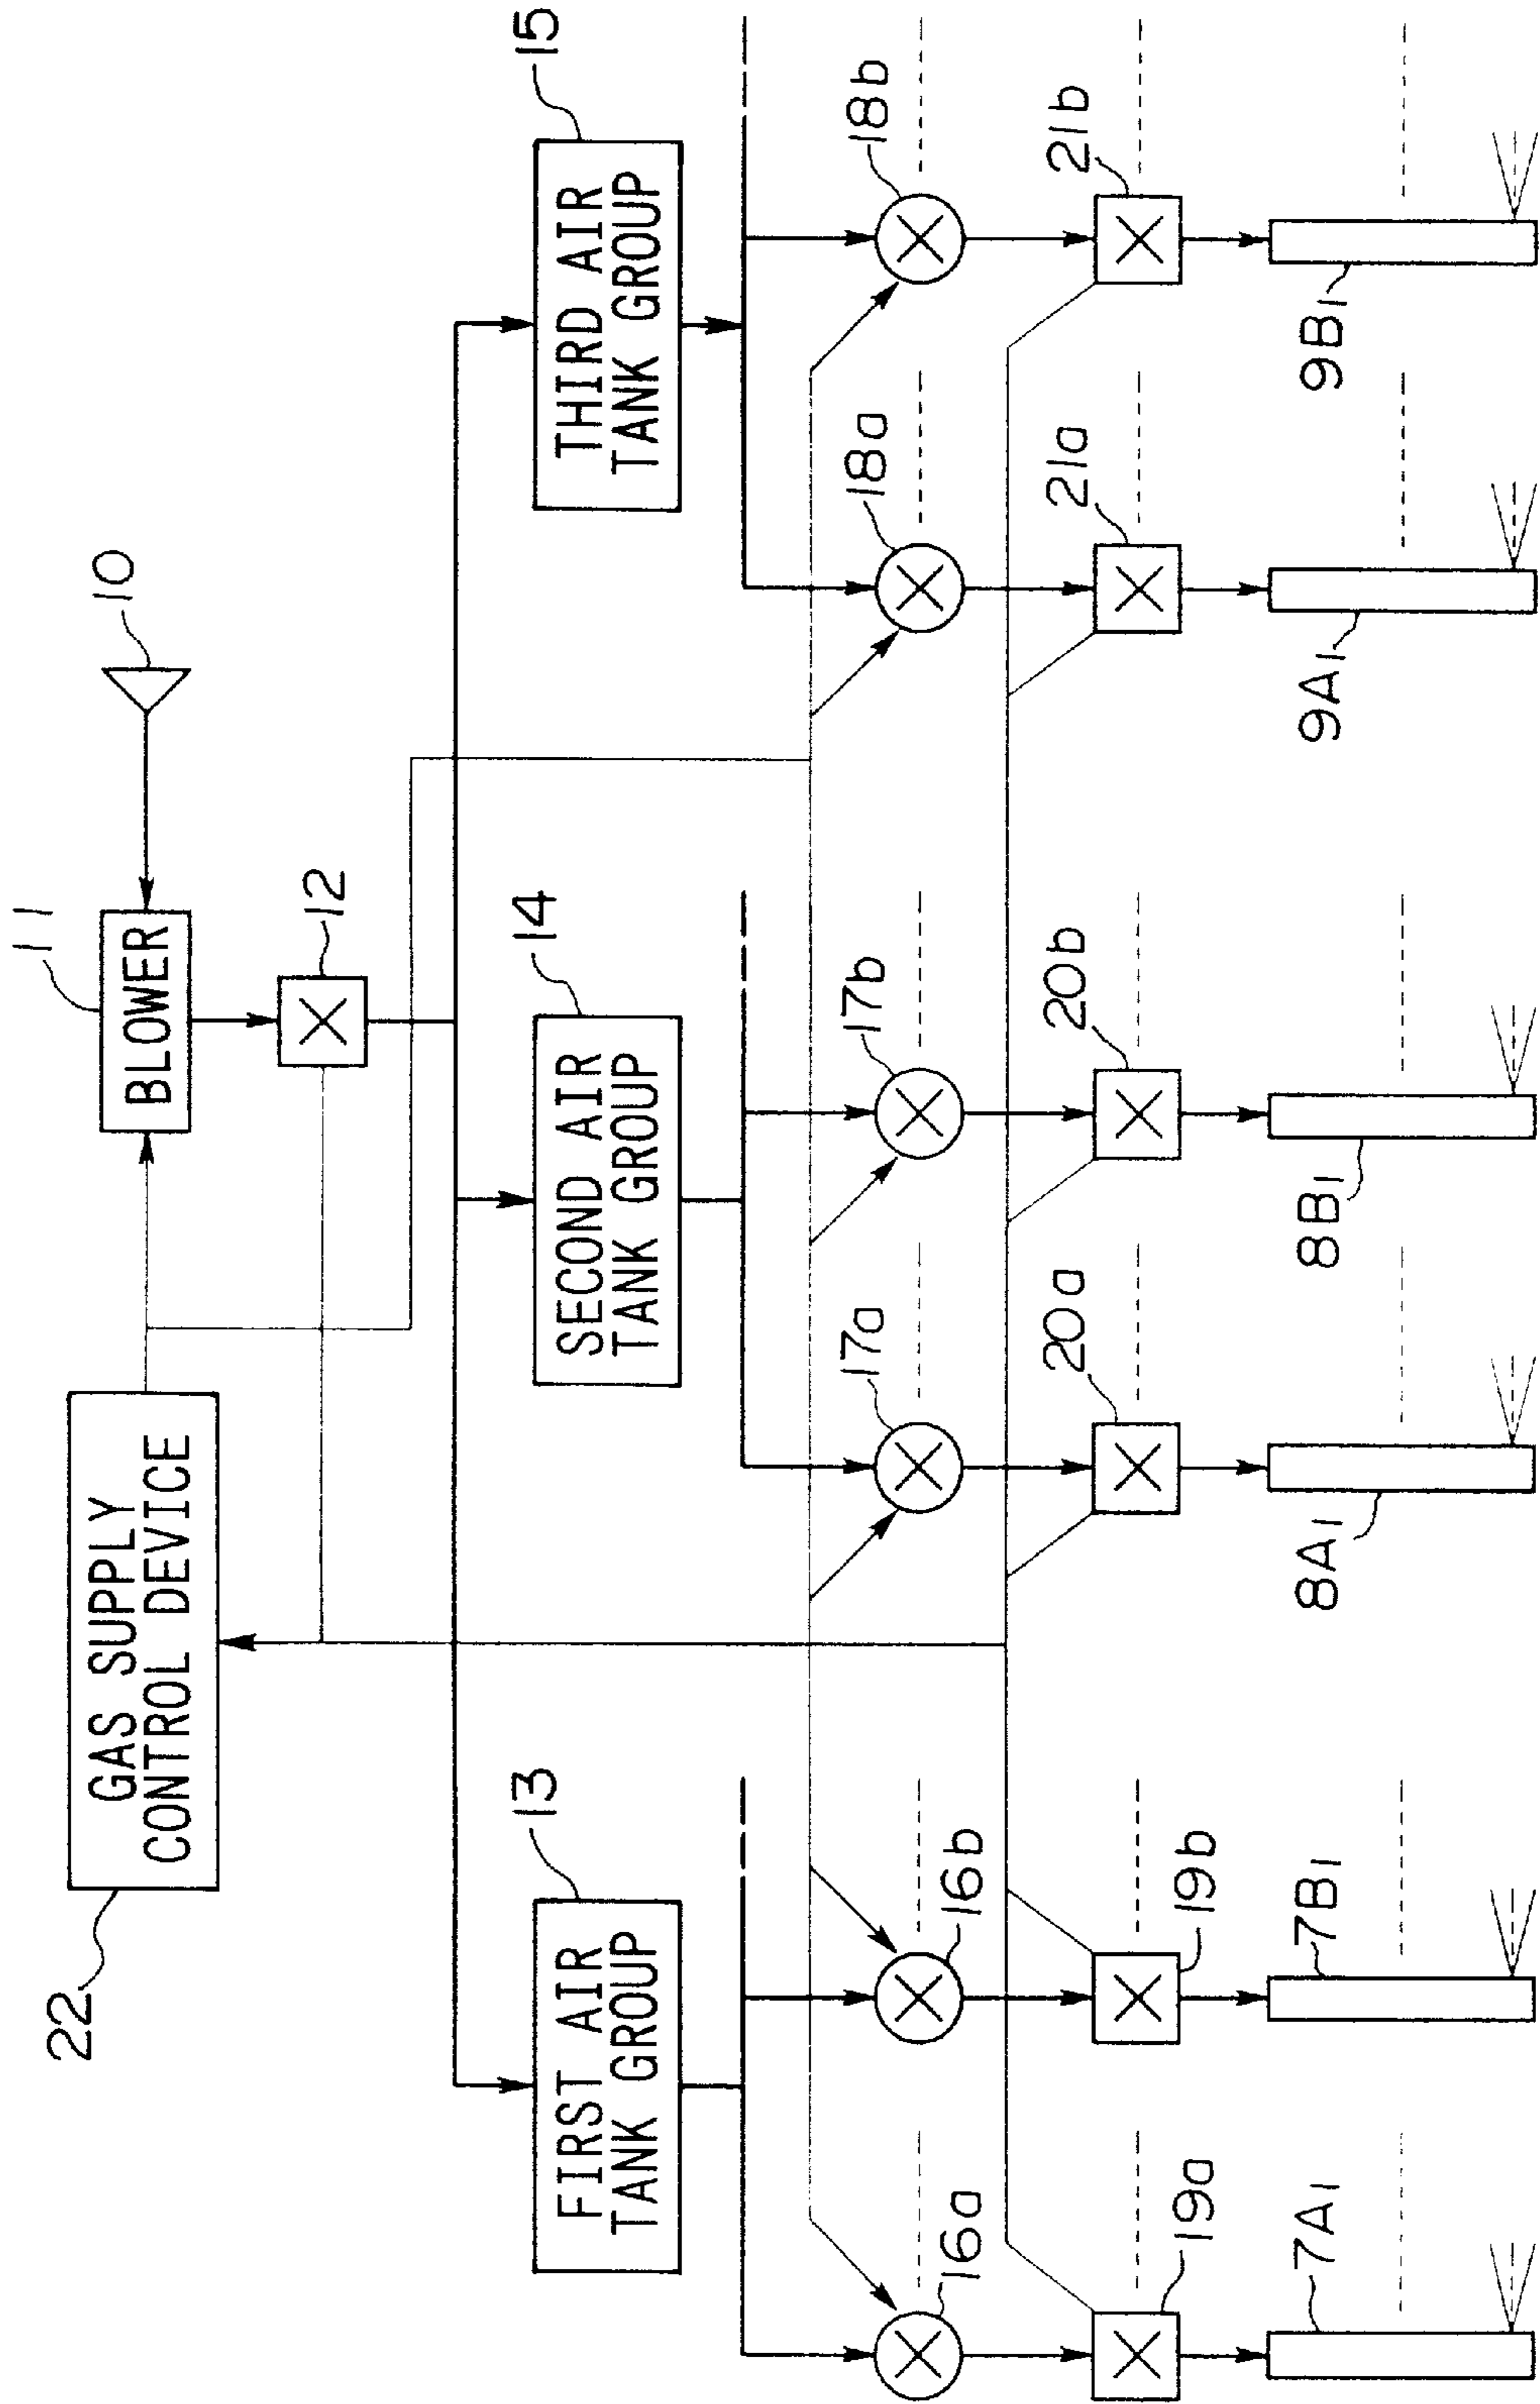 22
GAS SUPPLY
CONTROL DEVICE
11
BLOWER
10
12
13
FIRST AIR
TANK GROUP
14
SECOND AIR
TANK GROUP
15
THIRD AIR
TANK GROUP
16a
16b
17a
17b
18a
18b
19a
19b
20a
20b
21a
21b
7A1
7B1
8A1
8B1
9A1
9B1